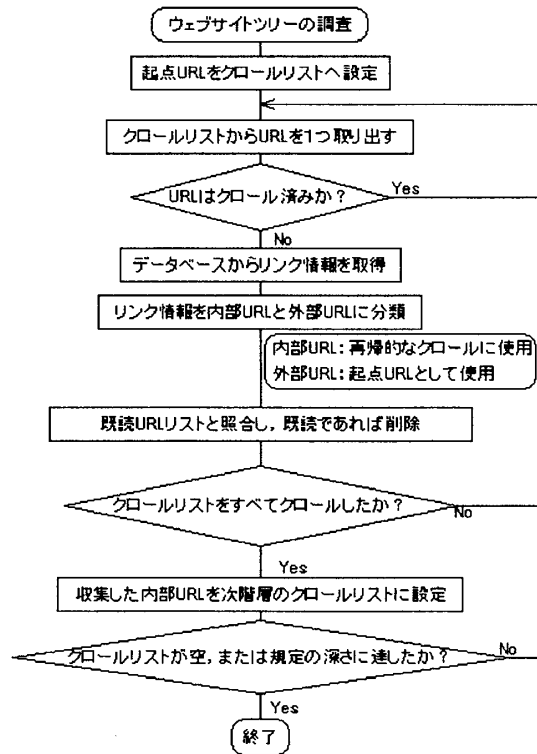 ウェブサイトツリーの調査
起点URLをクロールリストへ設定
クロールリストからURLを1つ取り出す
URLはクロール済みか？
Yes
No
データベースからリンク情報を取得
リンク情報を内部URLと外部URLに分類
内部URL：再帰的なクロールに使用
外部URL：起点URLとして使用
既読URLリストと照合し，既読であれば削除
クロールリストをすべてクロールしたか？
No
Yes
収集した内部URLを次階層のクロールリストに設定
クロールリストが空，または規定の深さに達したか？
No
Yes
終了